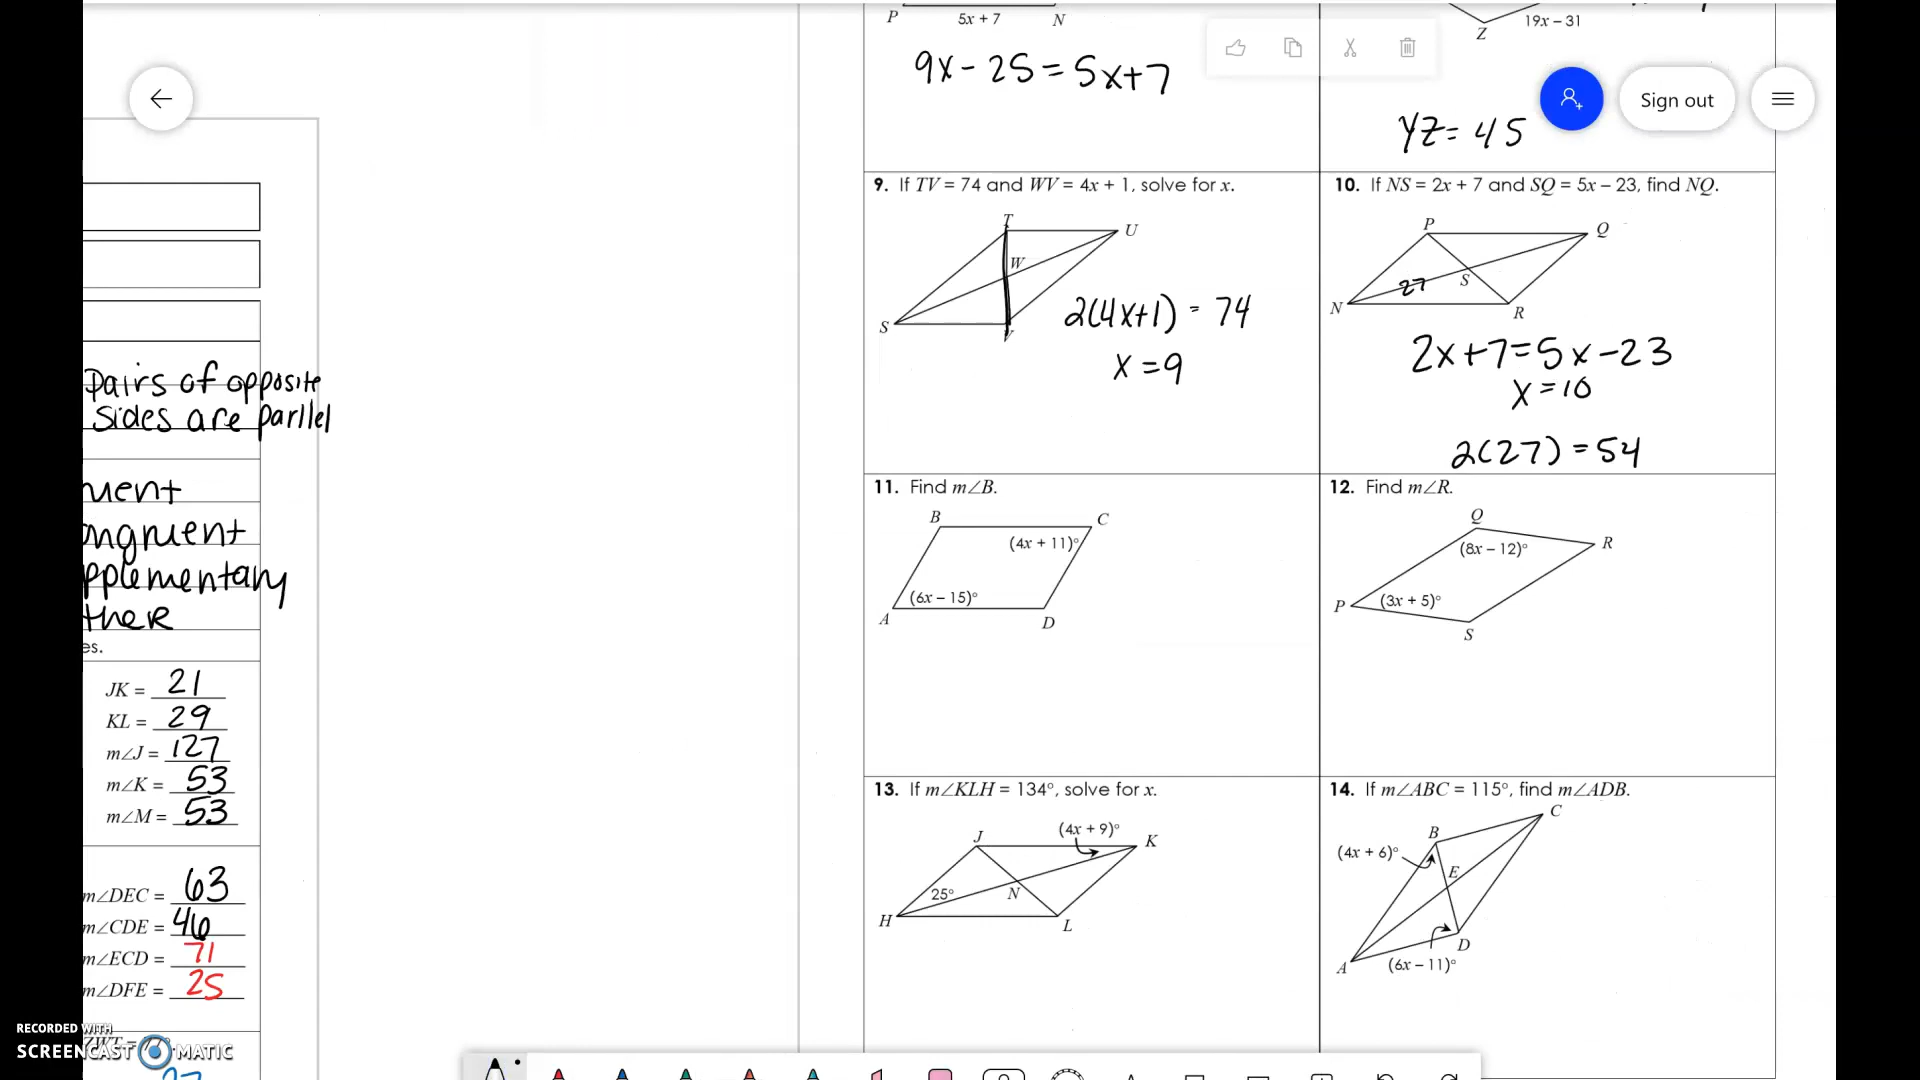 P 5x + 7 N
9x - 25 = 5x + 7
Z 19x – 31
YZ = 45
Sign out
9. If TV = 74 and WV = 4x + 1, solve for x.
T U W S V
2(4x+1) = 74
x = 9
10. If NS = 2x + 7 and SQ = 5x – 23, find NQ.
P Q 27 S N R
2x+7=5x-23
x = 10
2(27) = 54
pairs of opposite
sides are parllel
uent
ongruent
pplementary
ther
es.
JK = 21
KL = 29
m∠J = 127
m∠K = 53
m∠M = 53
m∠DEC = 63
m∠CDE = 46
m∠ECD = 71
m∠DFE = 25
11. Find m∠B.
B C
(4x + 11)°
(6x – 15)°
A D
12. Find m∠R.
Q
(8x – 12)° R
P (3x + 5)°
S
13. If m∠KLH = 134°, solve for x.
J (4x + 9)° K
25° N
H L
14. If m∠ABC = 115°, find m∠ADB.
C
B
(4x + 6)°
E
D
A (6x – 11)°
RECORDED WITH
SCREENCAST MATIC